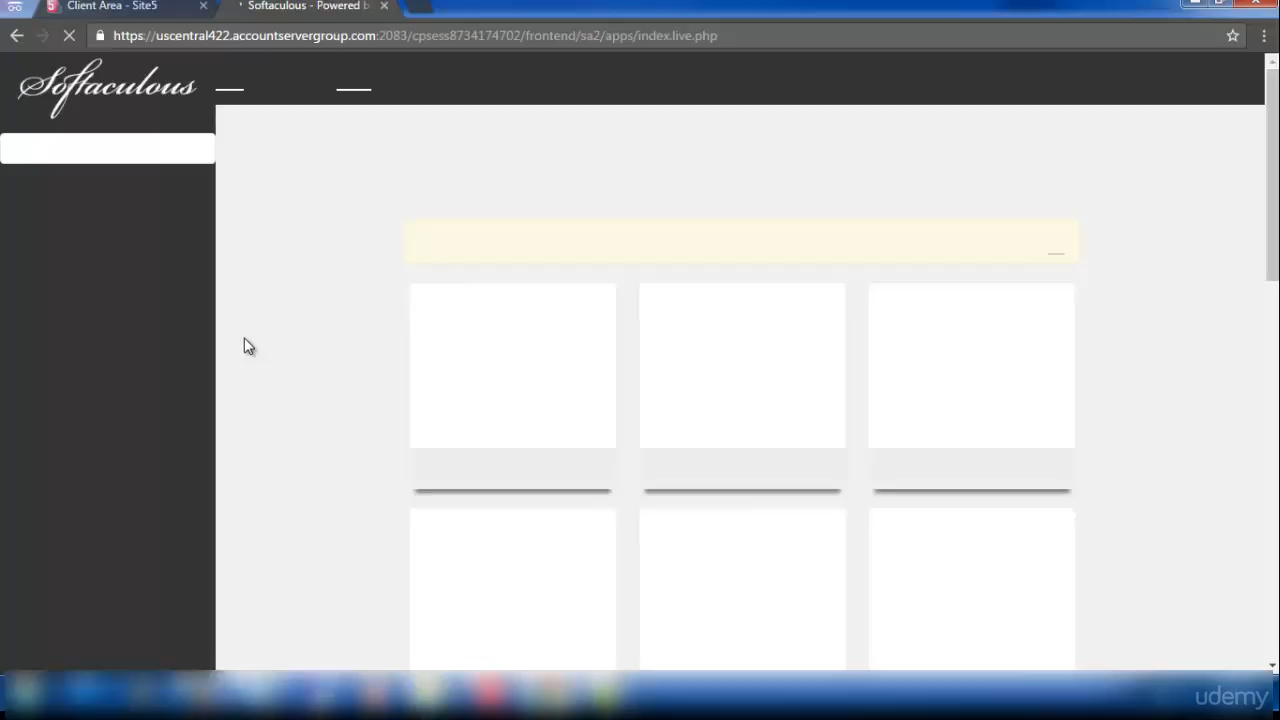 Client Area - Site5
Softaculous - Powered b
https://uscentral422.accountservergroup.com:2083/cpsess8734174702/frontend/sa2/apps/index.live.php
Softaculous
udemy